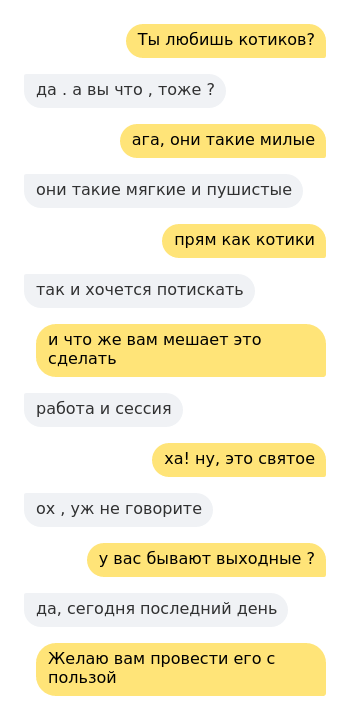 Ты любишь котиков?
да . а вы что , тоже ?
ага, они такие милые
они такие мягкие и пушистые
прям как котики
так и хочется потискать
и что же вам мешает это
сделать
работа и сессия
ха! ну, это святое
ох , уж не говорите
у вас бывают выходные ?
да, сегодня последний день
Желаю вам провести его с
пользой